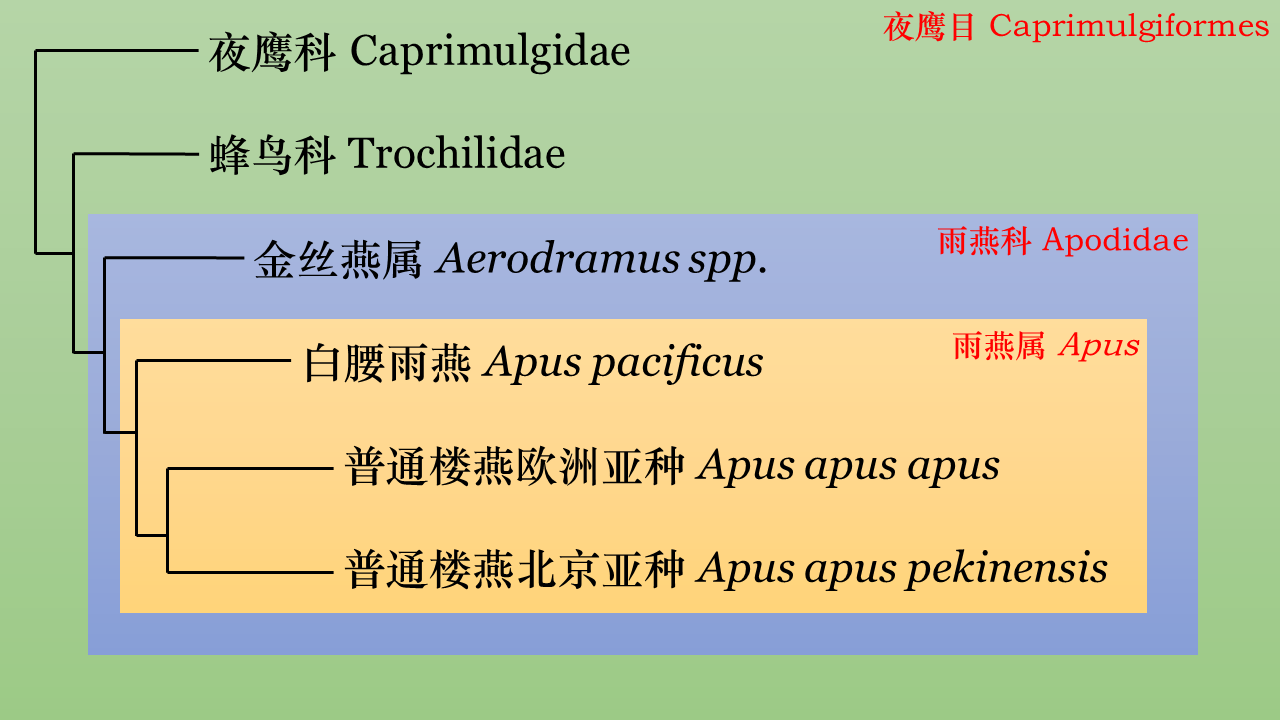 夜鹰目 Caprimulgiformes
夜鹰科 Caprimulgidae
蜂鸟科 Trochilidae
雨燕科 Apodidae
金丝燕属 Aerodramus spp.
雨燕属 Apus
白腰雨燕 Apus pacificus
普通楼燕欧洲亚种 Apus apus apus
普通楼燕北京亚种 Apus apus pekinensis